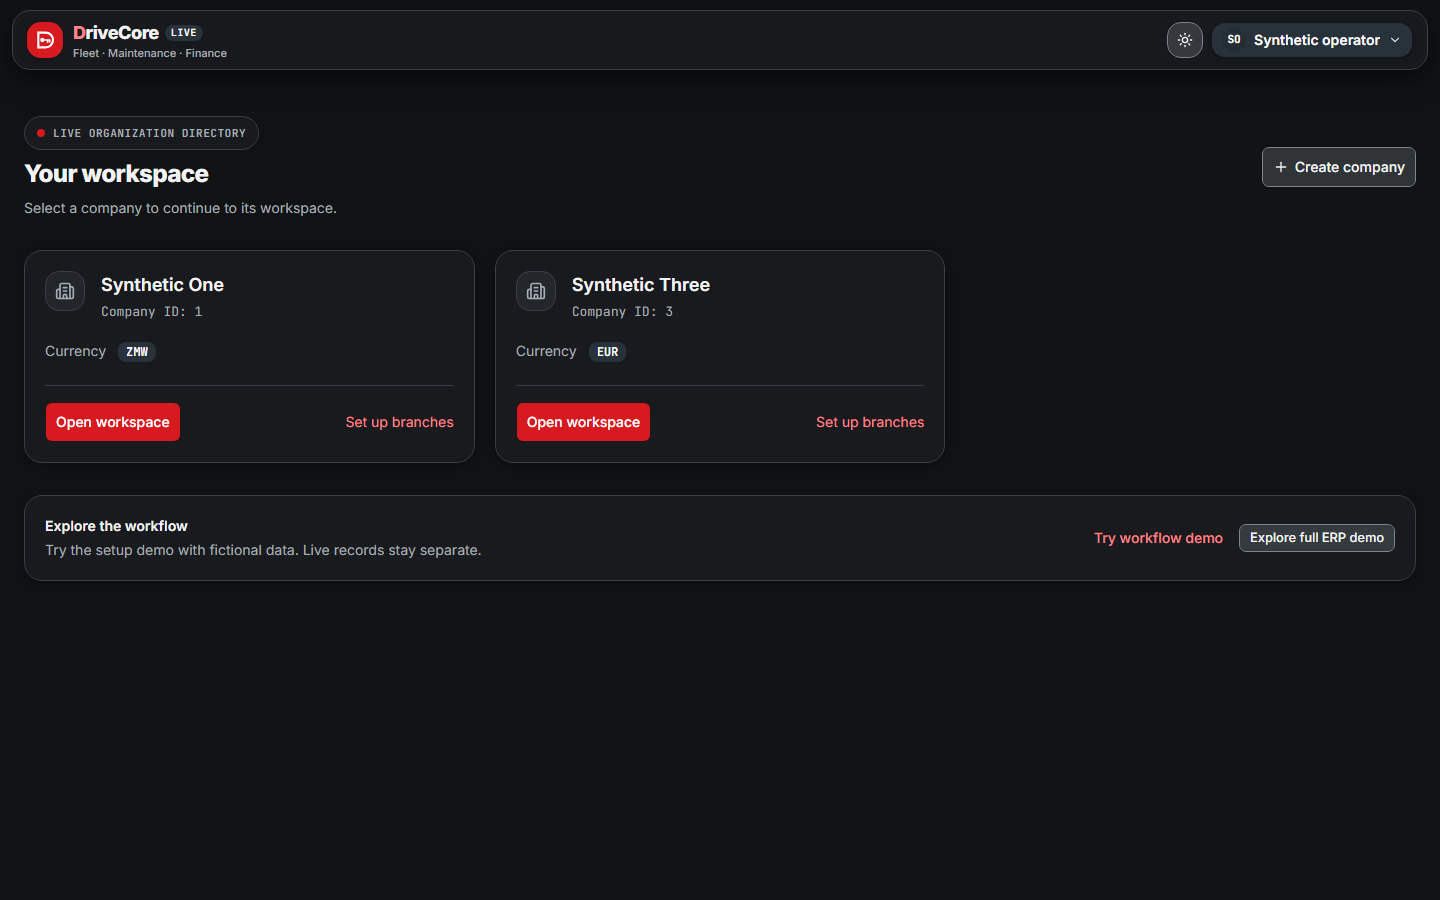 DriveCore LIVE
Fleet · Maintenance · Finance
SO Synthetic operator
LIVE ORGANIZATION DIRECTORY
Your workspace
Select a company to continue to its workspace.
+ Create company
Synthetic One
Company ID: 1
Currency ZMW
Open workspace
Set up branches
Synthetic Three
Company ID: 3
Currency EUR
Open workspace
Set up branches
Explore the workflow
Try the setup demo with fictional data. Live records stay separate.
Try workflow demo
Explore full ERP demo